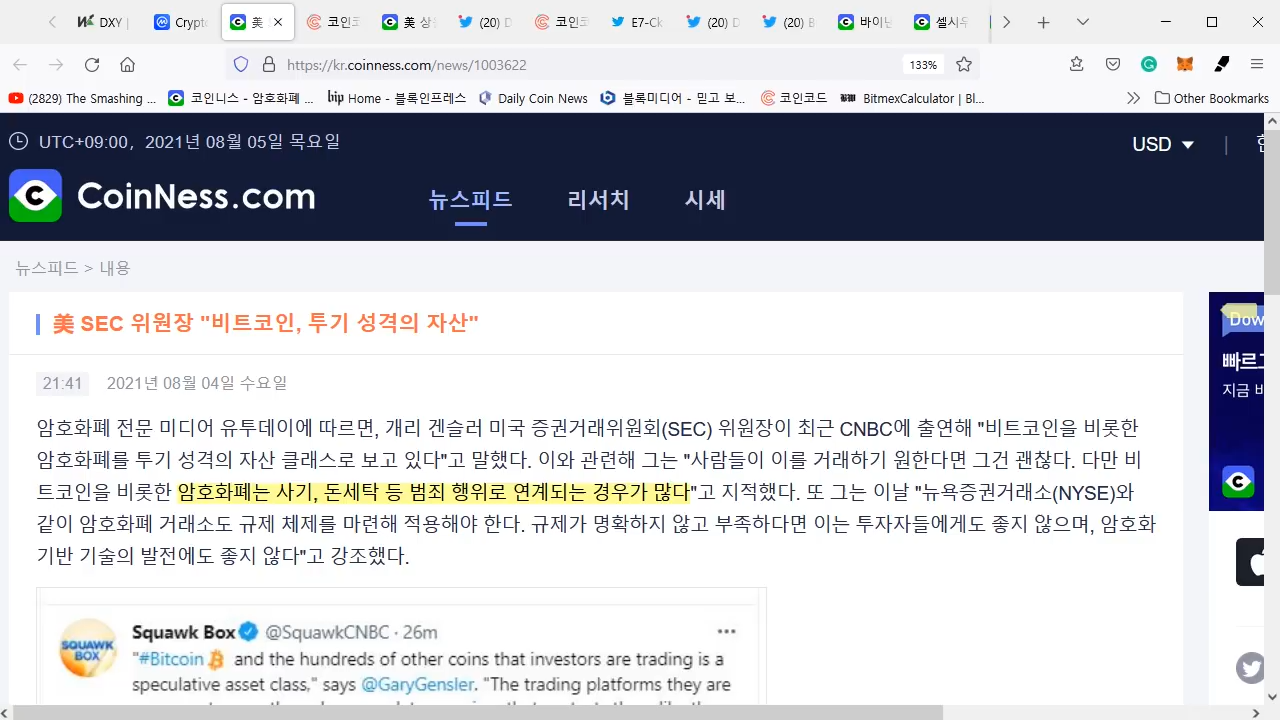 DXY
Crypt
美
코인코
美 상
(20) D
코인코
E7-Ck
(20) D
(20) B
바이낸
셀시우
https://kr.coinness.com/news/1003622
133%
(2829) The Smashing ...
코인니스 - 암호화폐 ...
bip Home - 블록인프레스
Daily Coin News
블록미디어 - 믿고 보...
코인코드
BitmexCalculator | Bl...
Other Bookmarks
UTC+09:00, 2021년 08월 05일 목요일
USD
CoinNess.com
뉴스피드
리서치
시세
뉴스피드 > 내용
美 SEC 위원장 "비트코인, 투기 성격의 자산"
21:41 2021년 08월 04일 수요일
암호화폐 전문 미디어 유투데이에 따르면, 개리 겐슬러 미국 증권거래위원회(SEC) 위원장이 최근 CNBC에 출연해 "비트코인을 비롯한
암호화폐를 투기 성격의 자산 클래스로 보고 있다"고 말했다. 이와 관련해 그는 "사람들이 이를 거래하기 원한다면 그건 괜찮다. 다만 비
트코인을 비롯한 암호화폐는 사기, 돈세탁 등 범죄 행위로 연계되는 경우가 많다"고 지적했다. 또 그는 이날 "뉴욕증권거래소(NYSE)와
같이 암호화폐 거래소도 규제 체제를 마련해 적용해야 한다. 규제가 명확하지 않고 부족하다면 이는 투자자들에게도 좋지 않으며, 암호화
기반 기술의 발전에도 좋지 않다"고 강조했다.
Dow
빠르
지금
SQUAWK BOX
Squawk Box @SquawkCNBC · 26m
"#Bitcoin and the hundreds of other coins that investors are trading is a
speculative asset class," says @GaryGensler. "The trading platforms they are